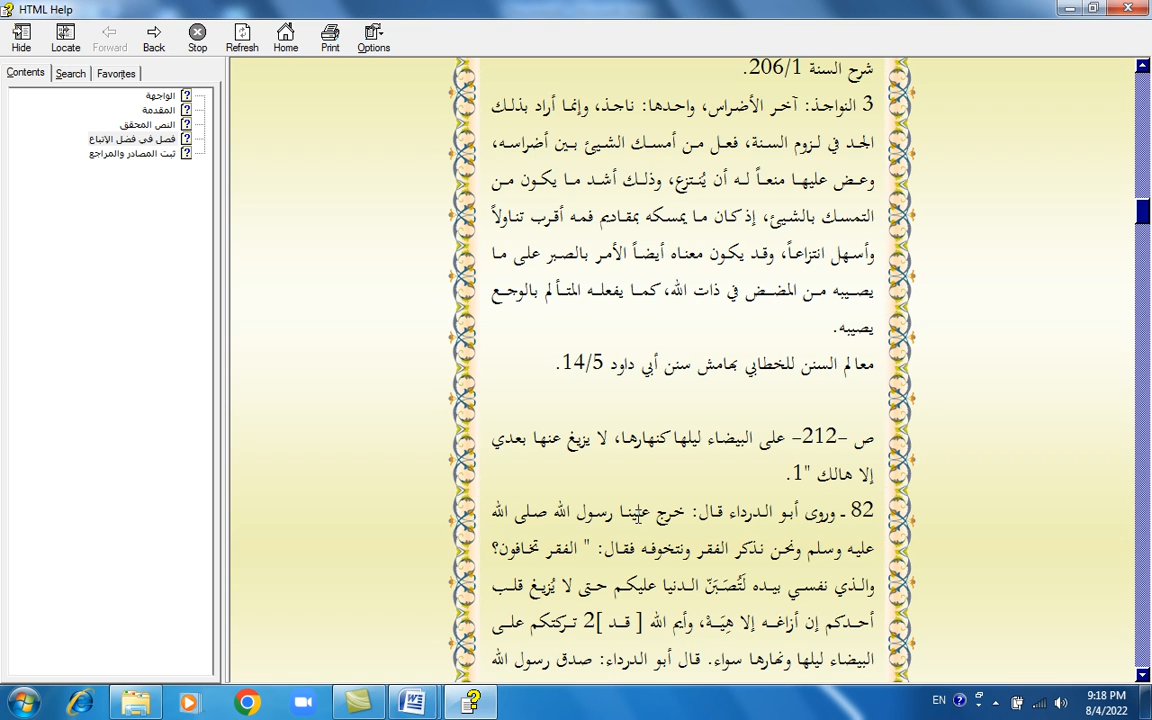 HTML Help
Hide Locate Forward Back Stop Refresh Home Print Options
Contents Search Favorites
الواجهة
المقدمة
النص المحقق
فصل في فضل الإتباع
ثبت المصادر والمراجع
شرح السنة 206/1.
3 النواجذ: آخر الأضراس، واحدها: ناجذ، وإنما أراد بذلك
الجد في لزوم السنة، فعل من أمسك الشيئ بين أضراسه،
وعض عليها منعاً له أن يُنتزع، وذلك أشد ما يكون من
التمسك بالشيئ، إذ كان ما يمسكه بمقاديم فمه أقرب تناولاً
وأسهل انتزاعاً، وقد يكون معناه أيضاً الأمر بالصبر على ما
يصيبه من المضض في ذات الله، كما يفعله المتألم بالوجع
يصيبه.
معالم السنن للخطابي بهامش سنن أبي داود 14/5.
ص -212- على البيضاء ليلها كنهارها، لا يزيغ عنها بعدي
إلا هالك "1.
82 ـ وروى أبو الدرداء قال: خرج علينا رسول الله صلى الله
عليه وسلم ونحن نذكر الفقر ونتخوفه فقال: " الفقر تخافون؟
والذي نفسي بيده لَتُصَبَنّ الدنيا عليكم حتى لا يُزيغ قلب
أحدكم إن أزاغه إلا هِيَهْ، وأيم الله [ قد ]2 تركتكم على
البيضاء ليلها ونهارها سواء. قال أبو الدرداء: صدق رسول الله
EN
9:18 PM
8/4/2022